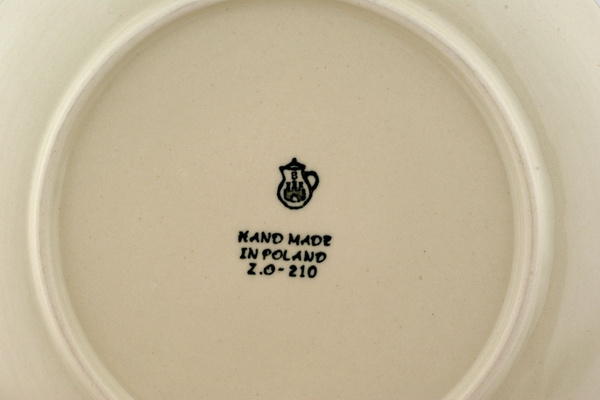 B
HAND MADE
IN POLAND
Z.O-210